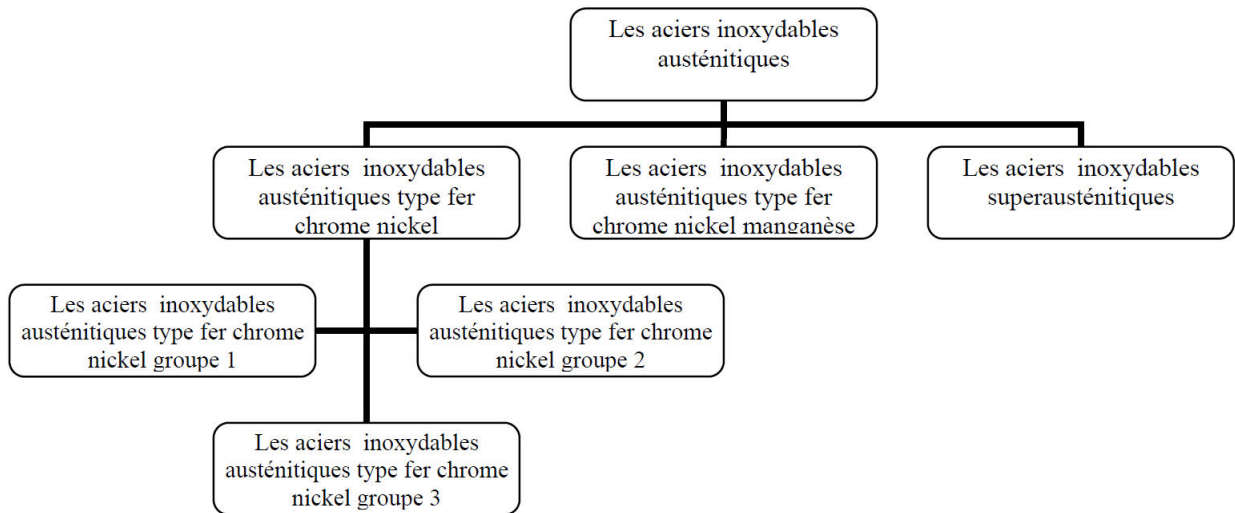 Les aciers inoxydables
austénitiques
Les aciers inoxydables
austénitiques type fer
chrome nickel
Les aciers inoxydables
austénitiques type fer
chrome nickel manganèse
Les aciers inoxydables
superausténitiques
Les aciers inoxydables
austénitiques type fer chrome
nickel groupe 1
Les aciers inoxydables
austénitiques type fer chrome
nickel groupe 2
Les aciers inoxydables
austénitiques type fer chrome
nickel groupe 3